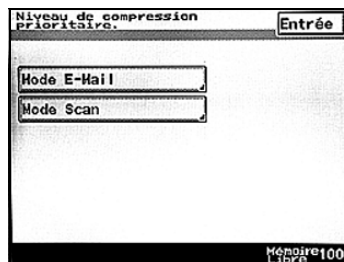 Niveau de compression
prioritaire.
Entrée
Mode E-Mail
Mode Scan
Mémoire
Libre 100